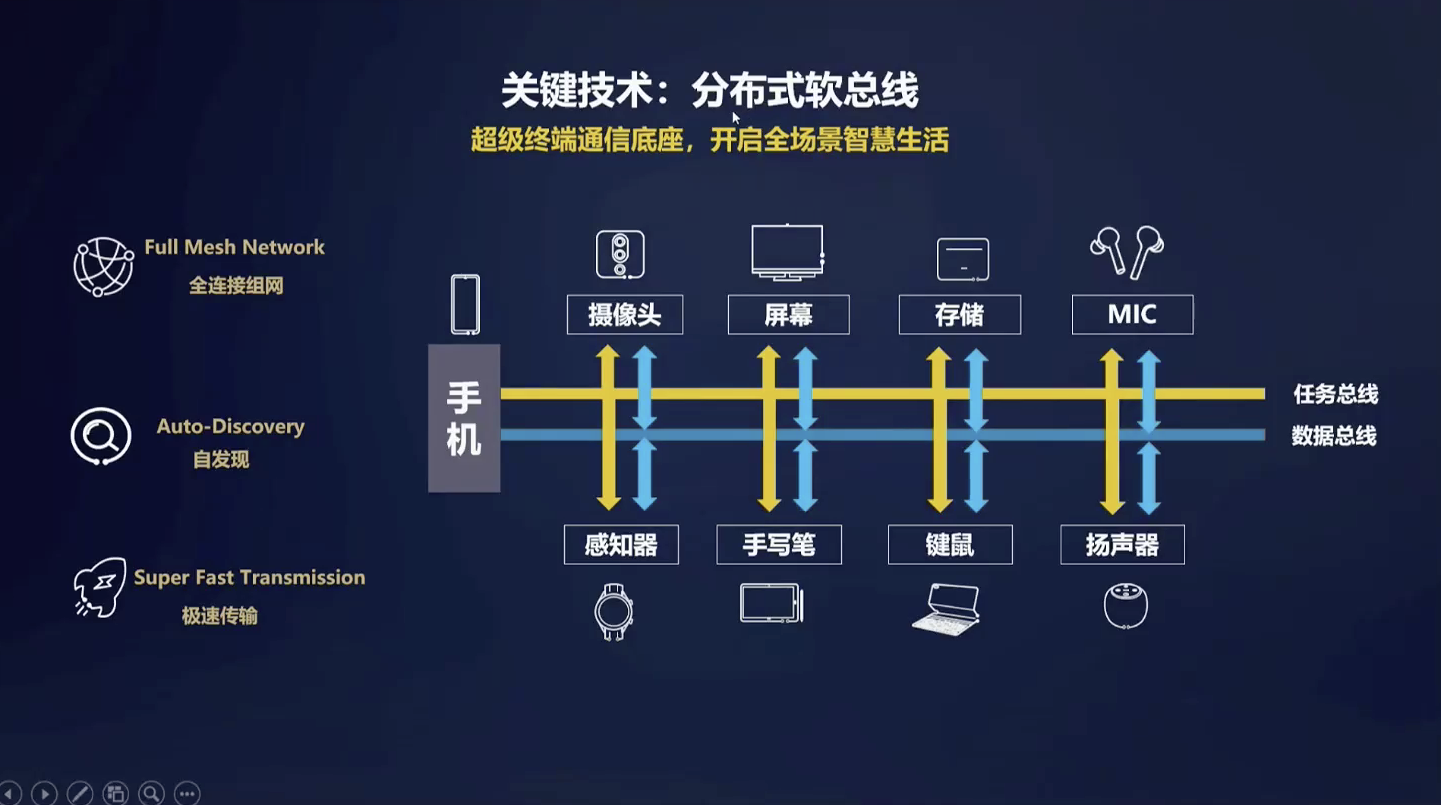 关键技术：分布式软总线
超级终端通信底座，开启全场景智慧生活
Full Mesh Network
全连接组网
Auto-Discovery
自发现
Super Fast Transmission
极速传输
手机
摄像头
屏幕
存储
MIC
任务总线
数据总线
感知器
手写笔
键鼠
扬声器